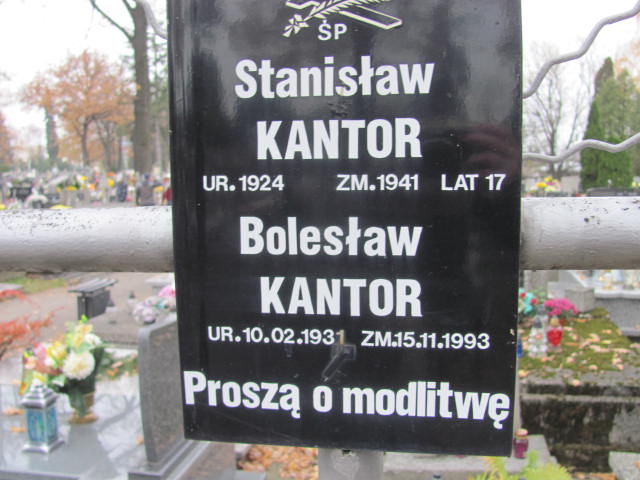 ŚP
Stanisław
KANTOR
UR.1924 ZM.1941 LAT 17
Bolesław
KANTOR
UR.10.02.1931 ZM.15.11.1993
Proszą o modlitwę